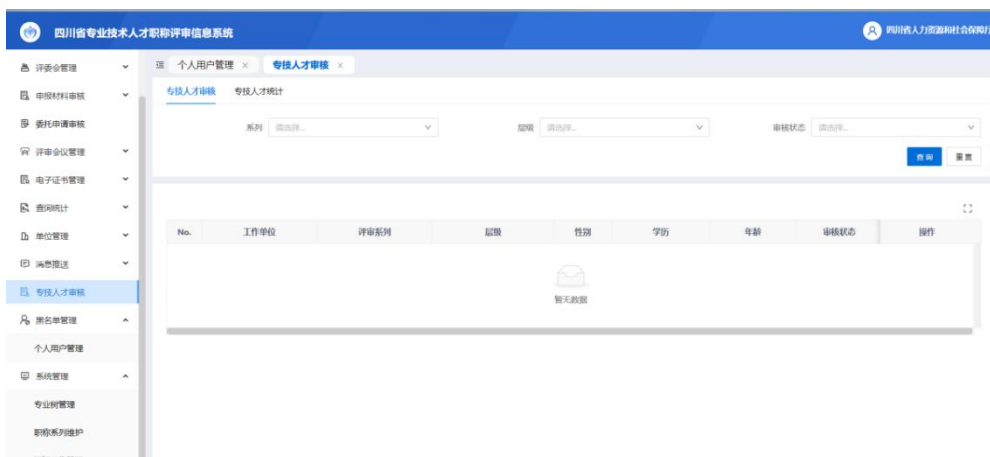 四川省专业技术人才职称评审信息系统
四川省人力资源和社会保障厅
评委会管理
申报材料审核
委托申请审核
评审会议管理
电子证书管理
查询统计
单位管理
消息推送
专技人才审核
黑名单管理
个人用户管理
系统管理
专业树管理
职称系列维护
个人用户管理 ×
专技人才审核 ×
专技人才审核 专技人才统计
系列 请选择... 层级 请选择... 审核状态 请选择...
查询 重置
No. 工作单位 评审系列 层级 性别 学历 年龄 审核状态 操作
暂无数据